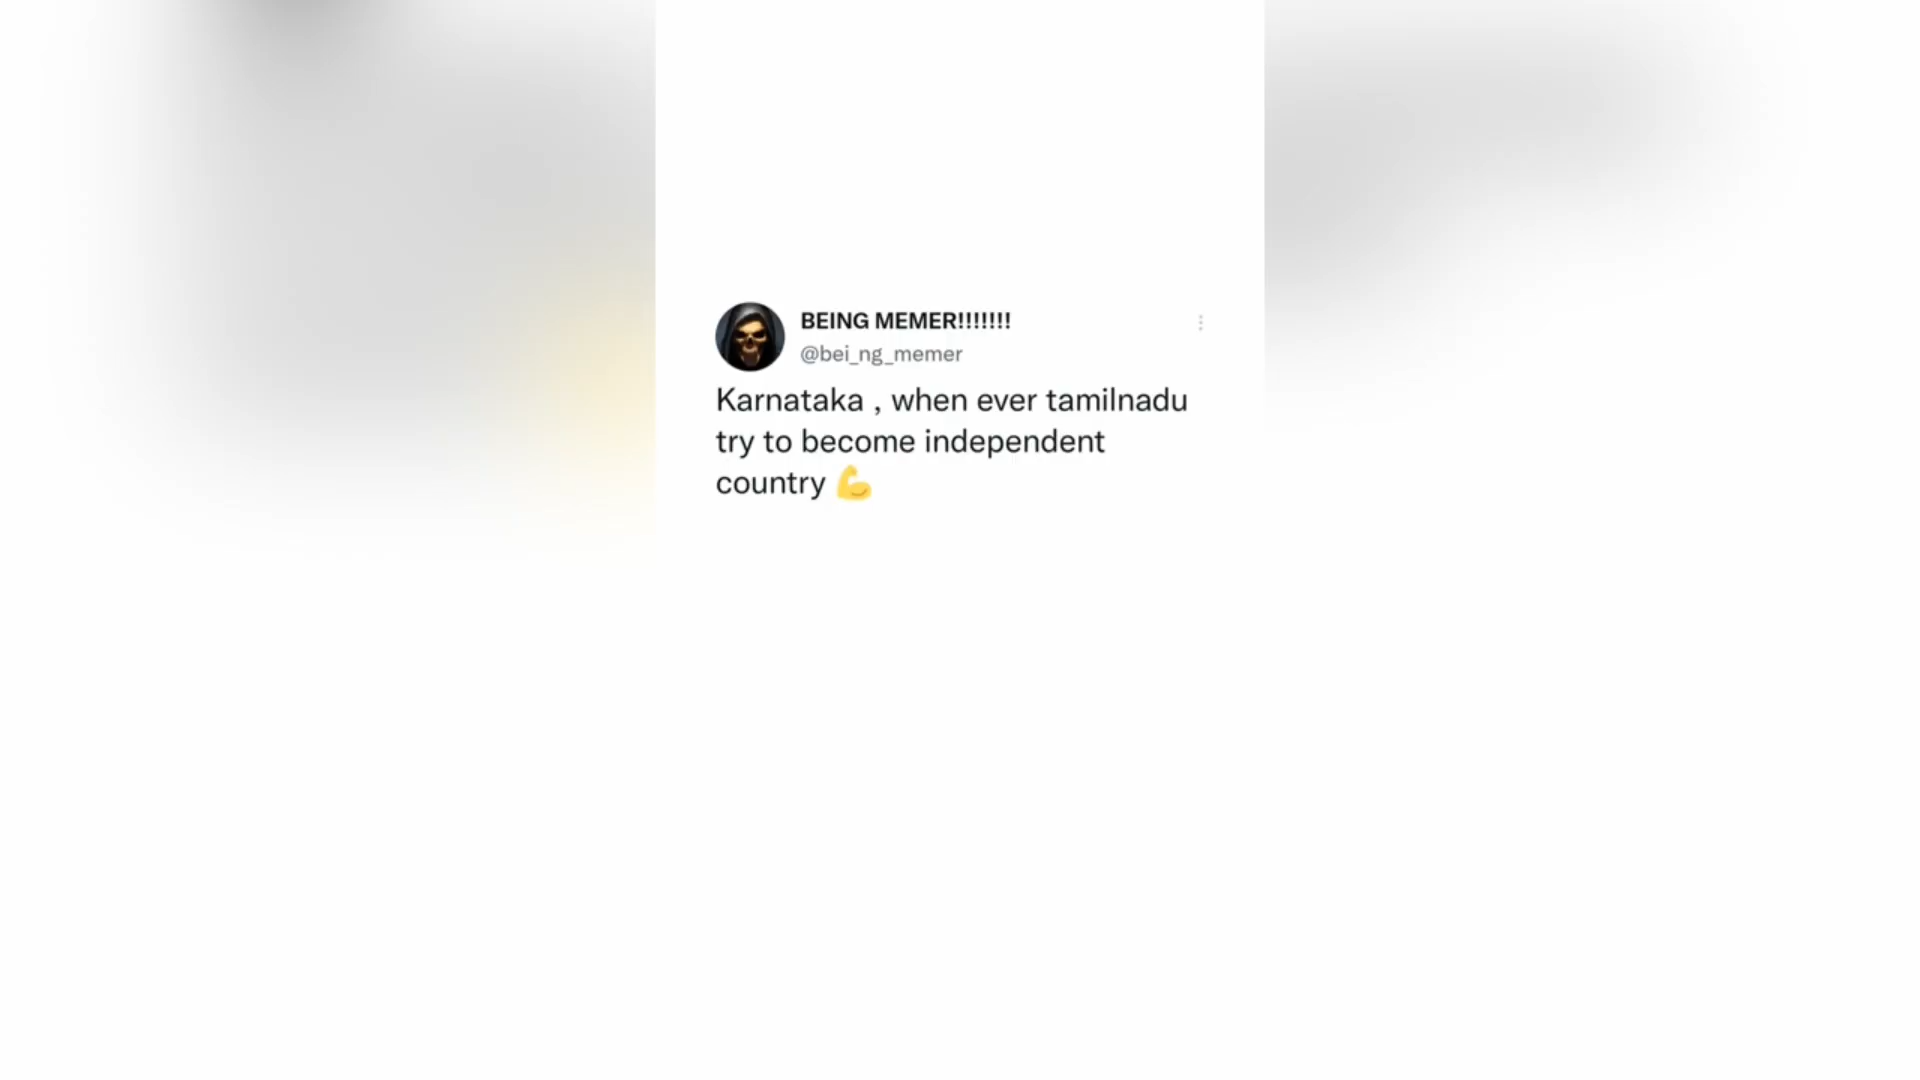 BEING MEMER!!!!!!!
@bei_ng_memer
Karnataka , when ever tamilnadu
try to become independent
country 💪